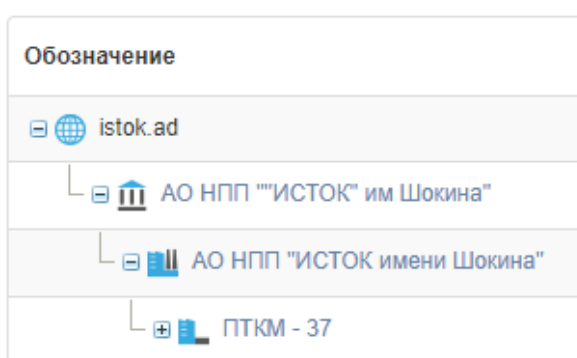 Обозначение
istok.ad
АО НПП ""ИСТОК" им Шокина"
АО НПП "ИСТОК имени Шокина"
ПТКМ - 37